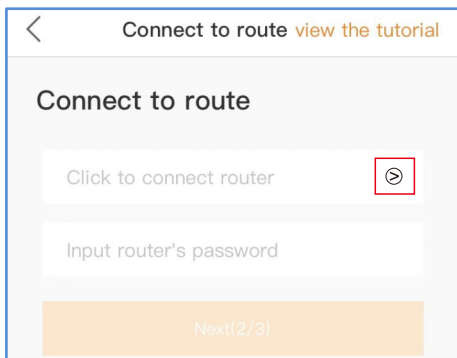 Connect to route view the tutorial
Connect to route
Click to connect router
Input router's password
Next(2/3)